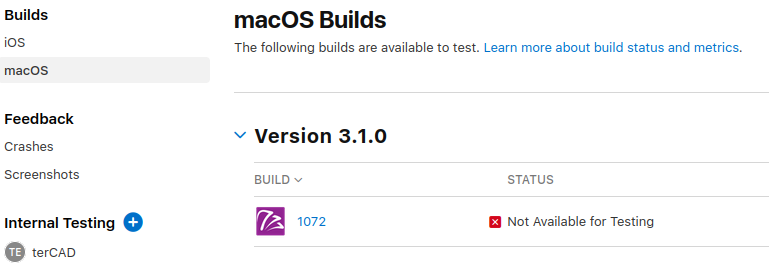 Builds
iOS
macOS
Feedback
Crashes
Screenshots
Internal Testing
TE terCAD
macOS Builds
The following builds are available to test. Learn more about build status and metrics.
Version 3.1.0
BUILD STATUS
1072 Not Available for Testing